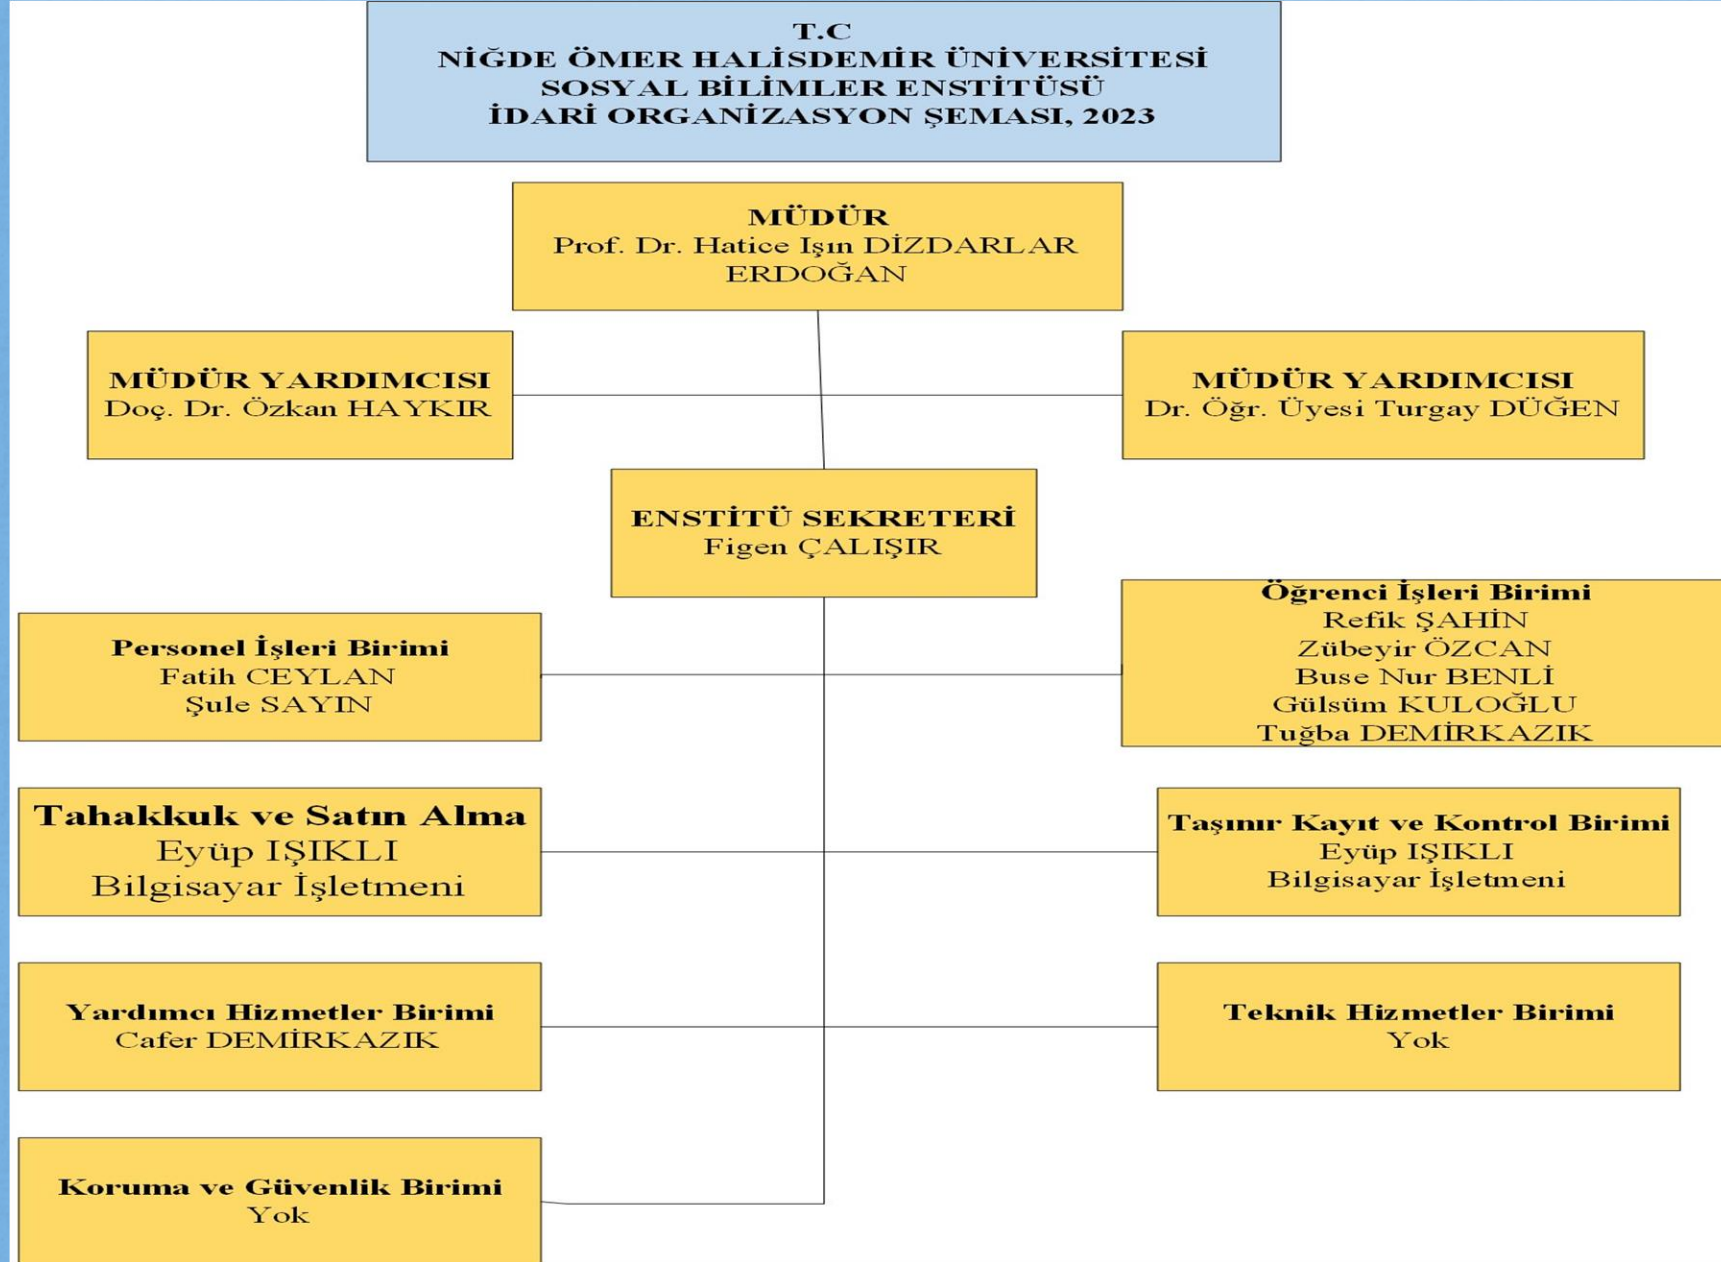 T.C
NİĞDE ÖMER HALİSDEMİR ÜNİVERSİTESİ
SOSYAL BİLİMLER ENSTİTÜSÜ
İDARİ ORGANİZASYON ŞEMASI, 2023
MÜDÜR
Prof. Dr. Hatice Işın DİZDARLAR
ERDOĞAN
MÜDÜR YARDIMCISI
Doç. Dr. Özkan HAYKIR
MÜDÜR YARDIMCISI
Dr. Öğr. Üyesi Turgay DÜĞEN
ENSTİTÜ SEKRETERİ
Figen ÇALIŞIR
Personel İşleri Birimi
Fatih CEYLAN
Şule SAYIN
Öğrenci İşleri Birimi
Refik ŞAHİN
Zübeyir ÖZCAN
Buse Nur BENLİ
Gülsüm KULOĞLU
Tuğba DEMİRKAZIK
Tahakkuk ve Satın Alma
Eyüp IŞIKLI
Bilgisayar İşletmeni
Taşınır Kayıt ve Kontrol Birimi
Eyüp IŞIKLI
Bilgisayar İşletmeni
Yardımcı Hizmetler Birimi
Cafer DEMİRKAZIK
Teknik Hizmetler Birimi
Yok
Koruma ve Güvenlik Birimi
Yok